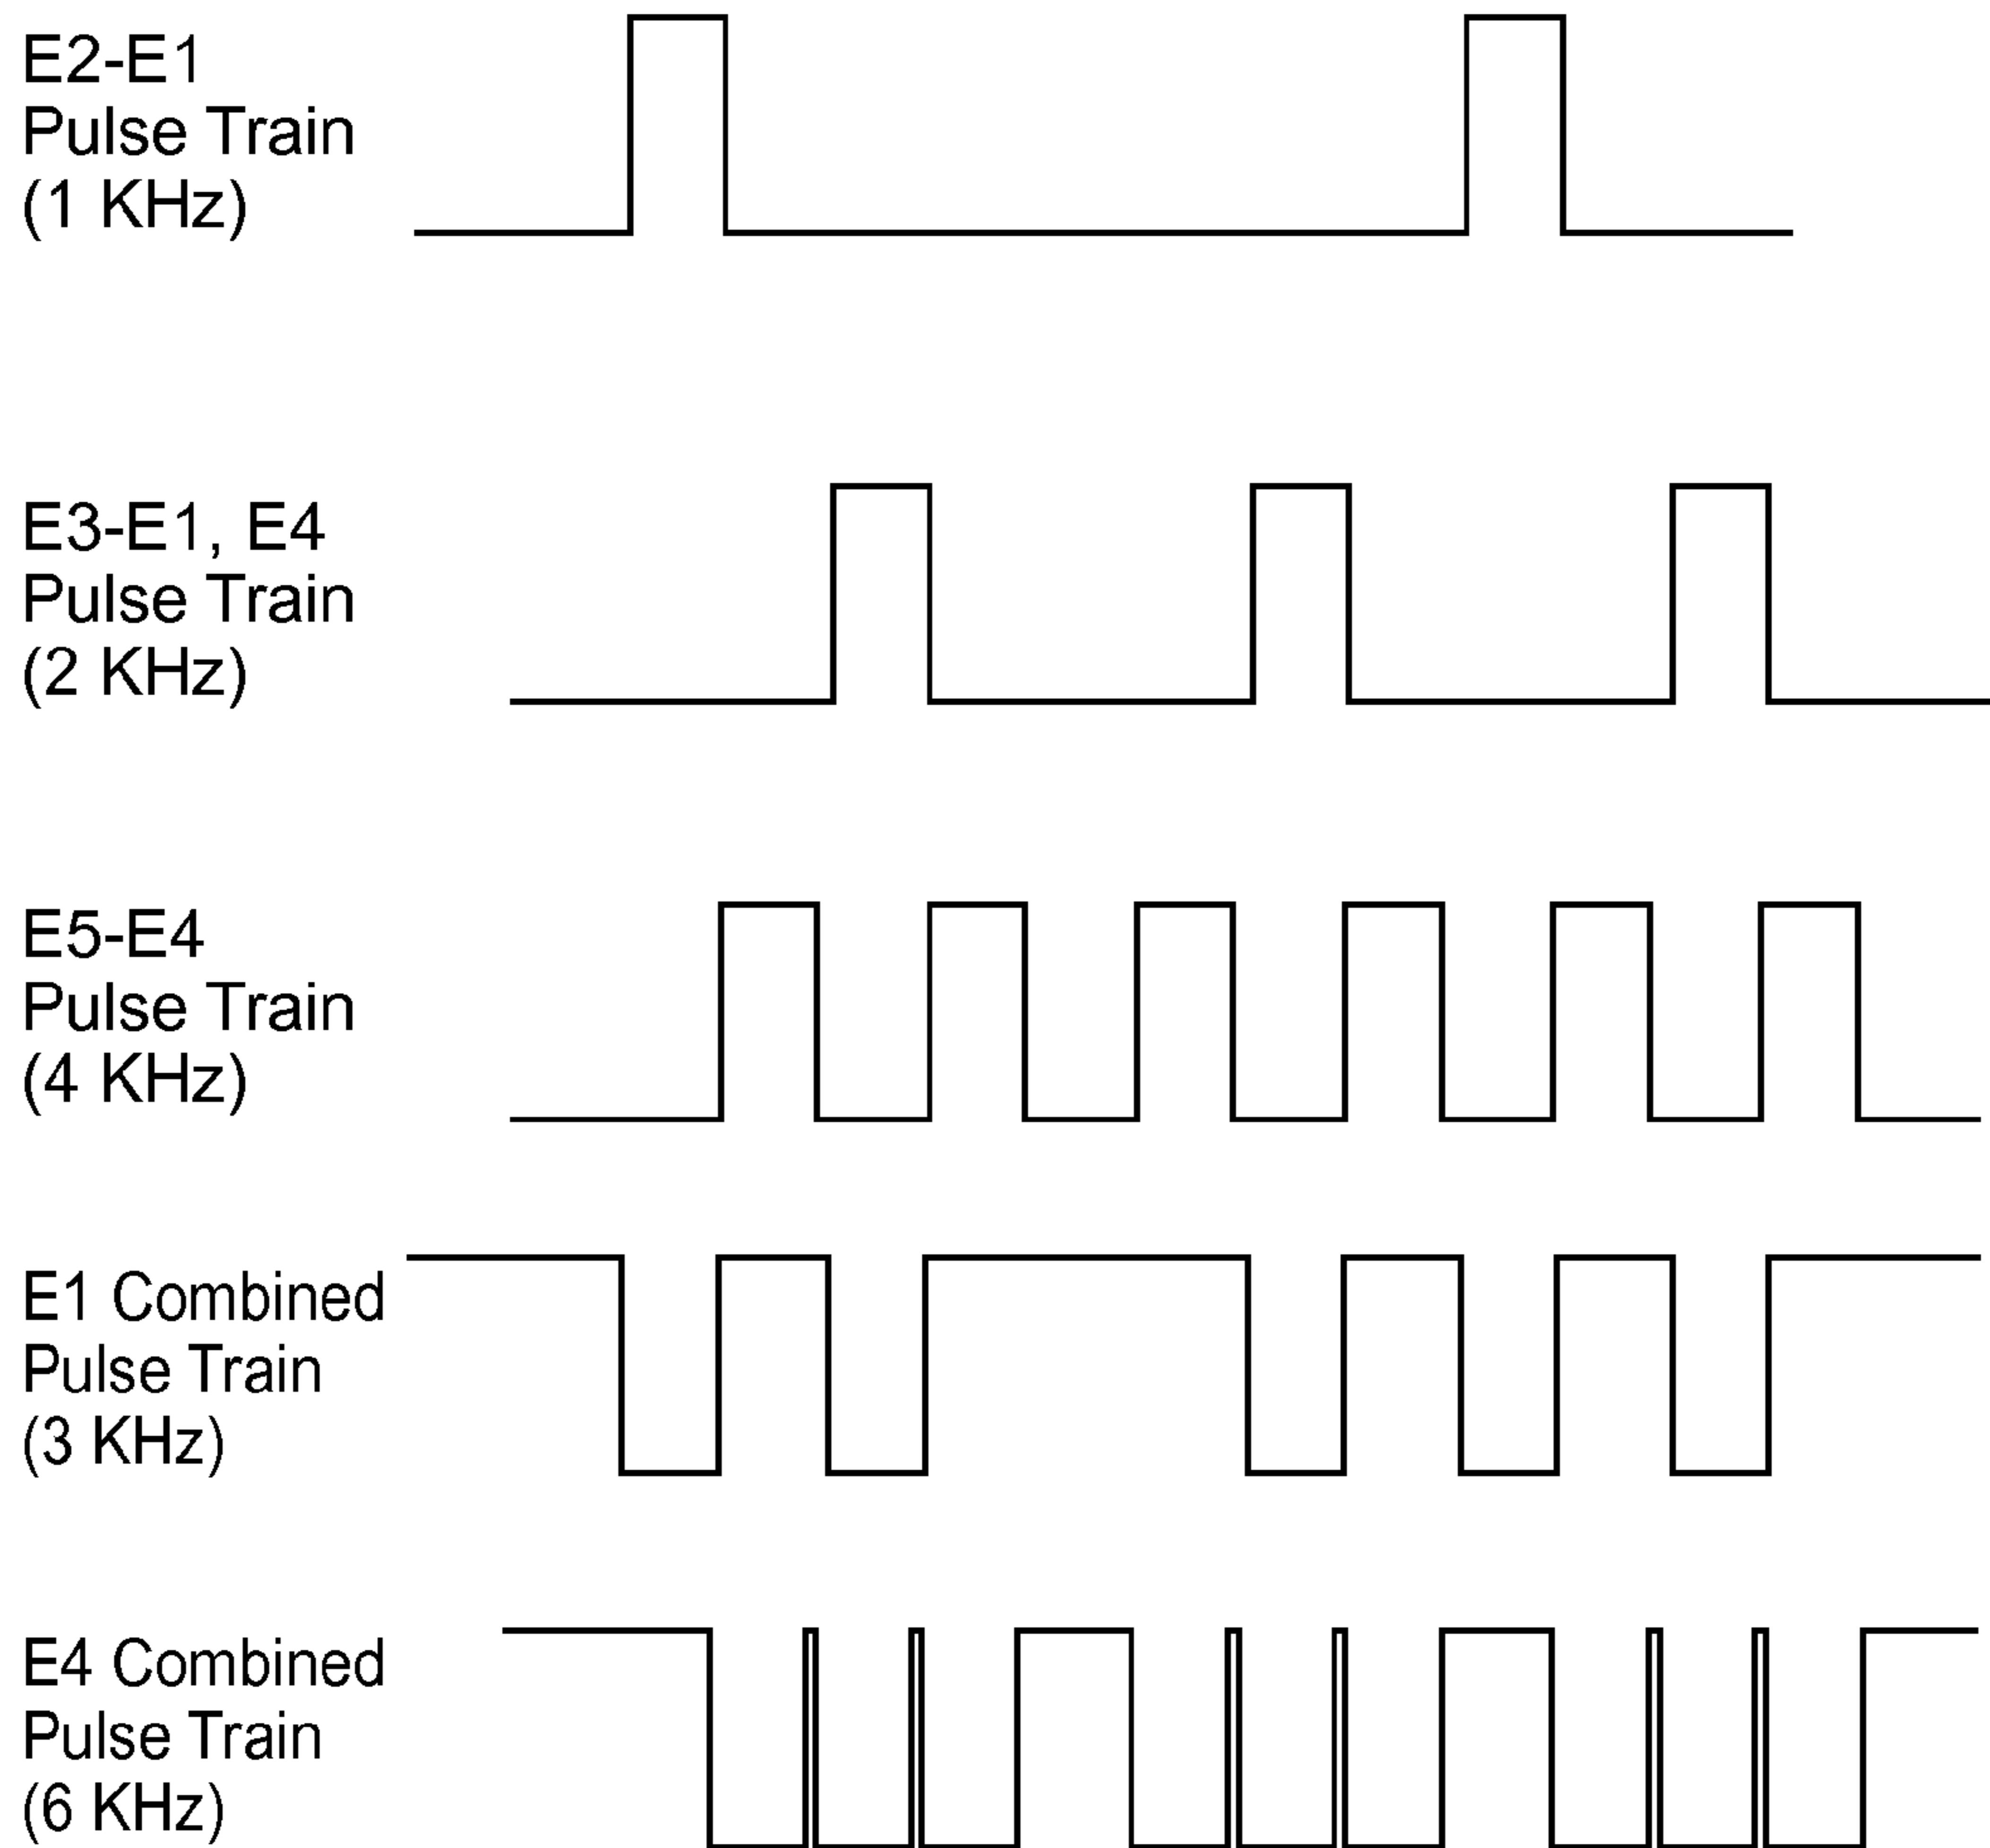 E2-E1
Pulse Train
(1 KHz)
E3-E1, E4
Pulse Train
(2 KHz)
E5-E4
Pulse Train
(4 KHz)
E1 Combined
Pulse Train
(3 KHz)
E4 Combined
Pulse Train
(6 KHz)